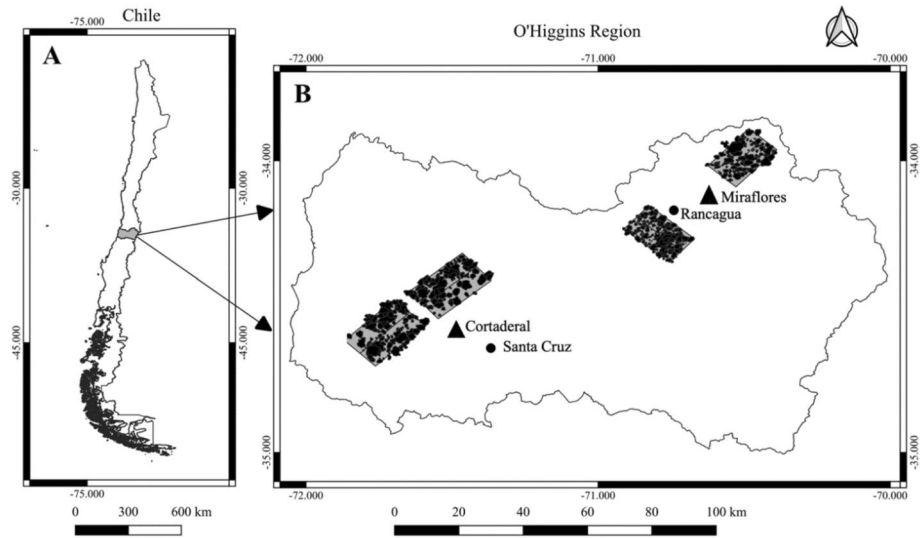 Chile
-75.000
A
-30.000
-30.000
-45.000
-45.000
-75.000
0 300 600 km
O'Higgins Region
-72.000
-71.000
-70.000
B
-34.000
-34.000
Miraflores
Rancagua
Cortaderal
Santa Cruz
-35.000
-35.000
-72.000
-71.000
-70.000
0 20 40 60 80 100 km